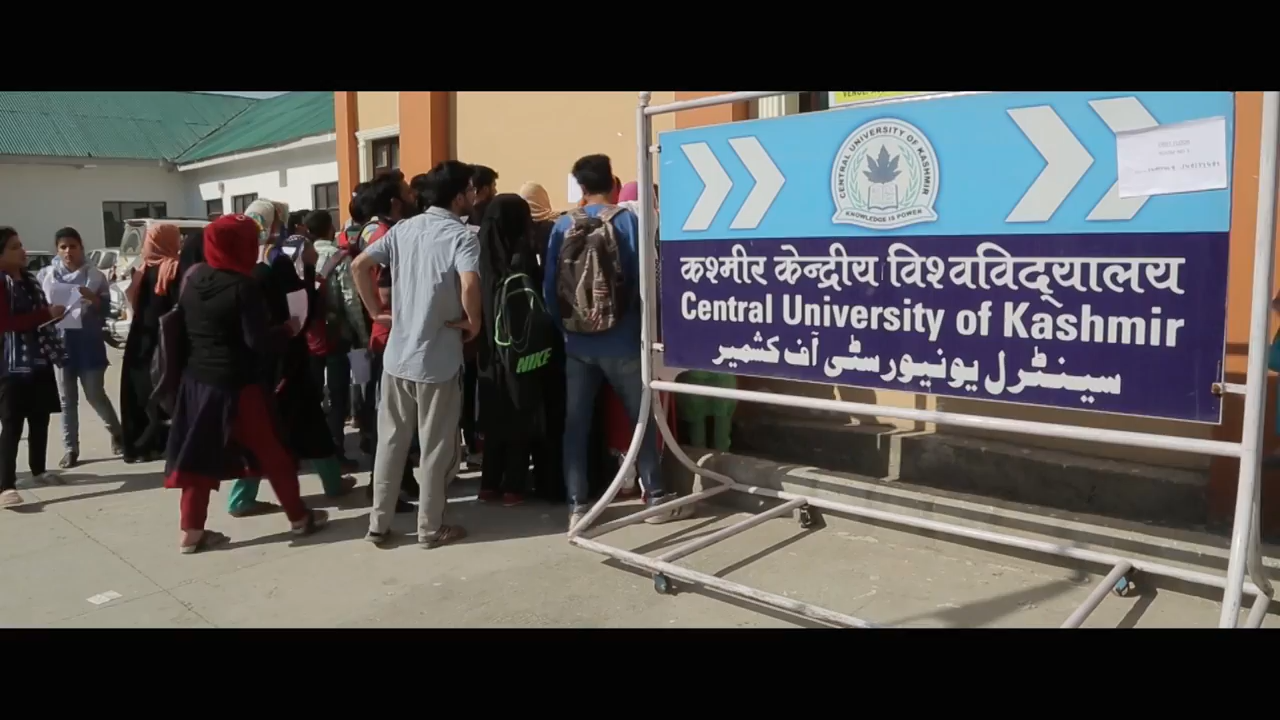 CENTRAL UNIVERSITY OF KASHMIR
KNOWLEDGE IS POWER
कश्मीर केन्द्रीय विश्वविद्यालय
Central University of Kashmir
سینٹرل یونیورسٹی آف کشمیر
NIKE